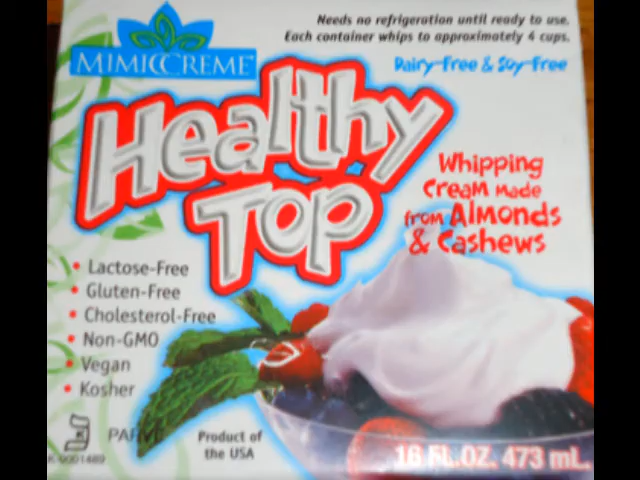 Needs no refrigeration until ready to use.
Each container whips to approximately 4 cups.
MIMICCREME
Dairy-Free & Soy-Free
Healthy
Top
Whipping
Cream made
from Almonds
& Cashews
• Lactose-Free
• Gluten-Free
• Cholesterol-Free
• Non-GMO
• Vegan
• Kosher
PARVE
K-0001489
Product of
the USA
16 FL.OZ. 473 mL.